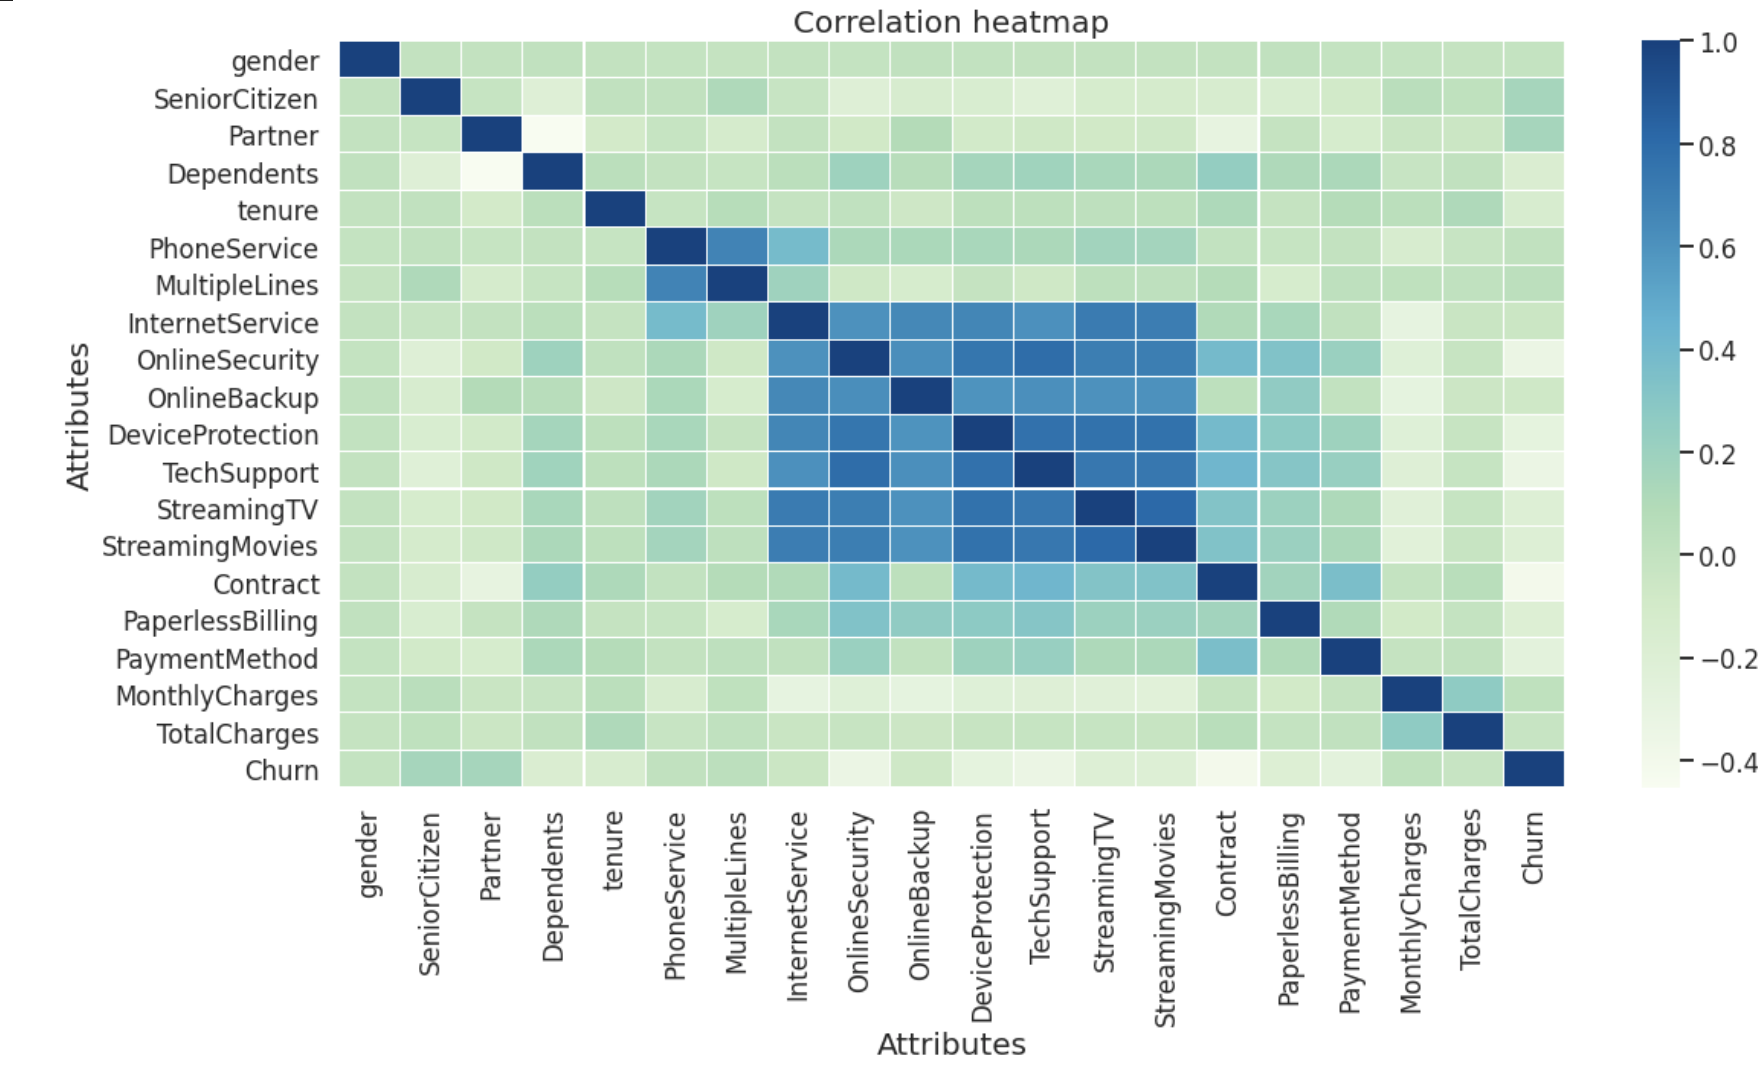 Correlation heatmap
gender
SeniorCitizen
Partner
Dependents
tenure
PhoneService
MultipleLines
InternetService
OnlineSecurity
OnlineBackup
DeviceProtection
TechSupport
StreamingTV
StreamingMovies
Contract
PaperlessBilling
PaymentMethod
MonthlyCharges
TotalCharges
Churn
Attributes
gender
SeniorCitizen
Partner
Dependents
tenure
PhoneService
MultipleLines
InternetService
OnlineSecurity
OnlineBackup
DeviceProtection
TechSupport
StreamingTV
StreamingMovies
Contract
PaperlessBilling
PaymentMethod
MonthlyCharges
TotalCharges
Churn
Attributes
1.0
0.8
0.6
0.4
0.2
0.0
−0.2
−0.4